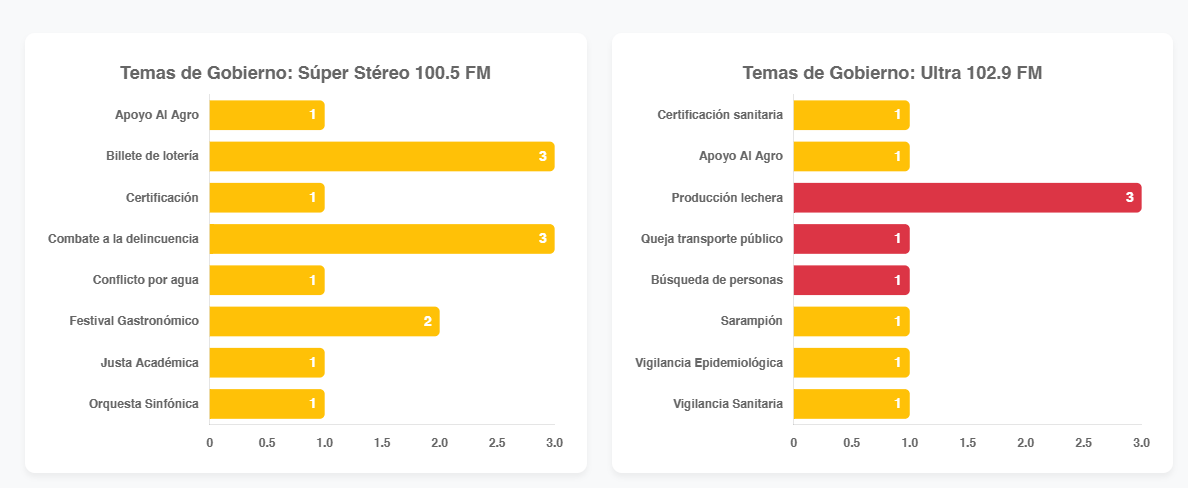 Temas de Gobierno: Súper Stéreo 100.5 FM
Apoyo Al Agro 1
Billete de lotería 3
Certificación 1
Combate a la delincuencia 3
Conflicto por agua 1
Festival Gastronómico 2
Justa Académica 1
Orquesta Sinfónica 1
0 0.5 1.0 1.5 2.0 2.5 3.0
Temas de Gobierno: Ultra 102.9 FM
Certificación sanitaria 1
Apoyo Al Agro 1
Producción lechera 3
Queja transporte público 1
Búsqueda de personas 1
Sarampión 1
Vigilancia Epidemiológica 1
Vigilancia Sanitaria 1
0 0.5 1.0 1.5 2.0 2.5 3.0